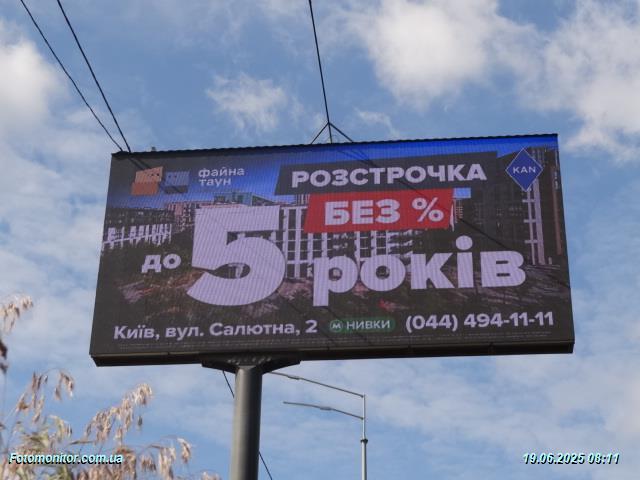 файна
таун
РОЗСТРОЧКА
KAN
БЕЗ %
до 5 років
Київ, вул. Салютна, 2 М НИВКИ (044) 494-11-11
Fotomonitor.com.ua
19.06.2025 08:11